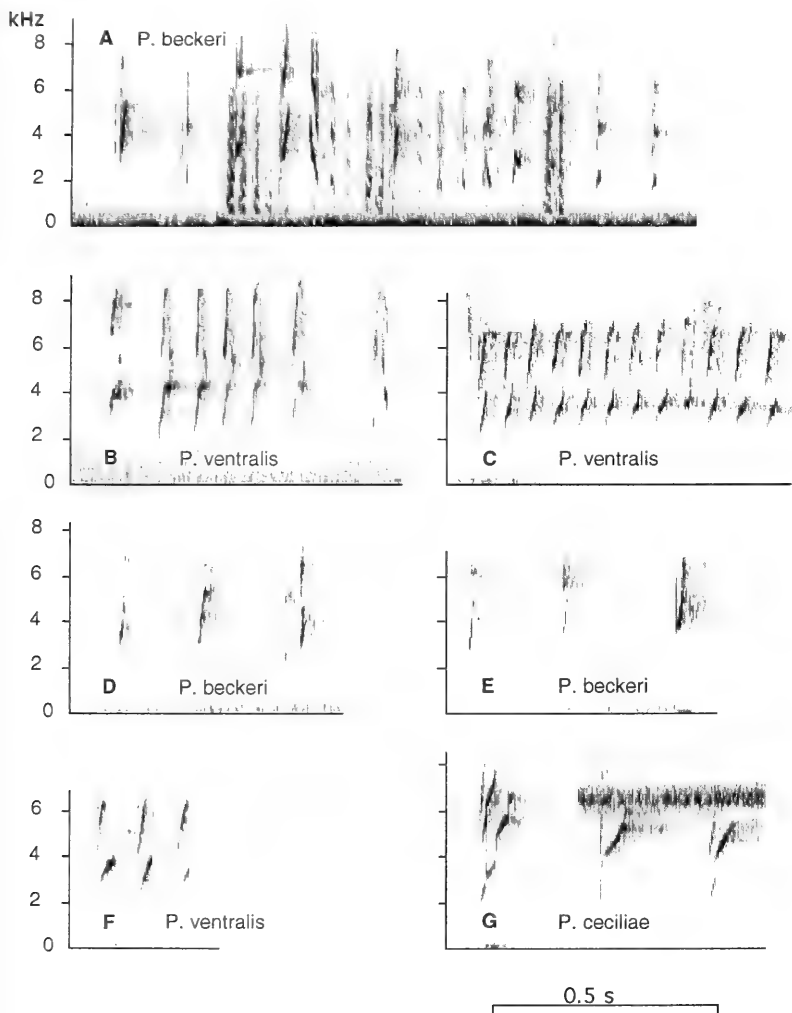 kHz
8
A P. beckeri
6
4
2
0
8
6
4
2
B P. ventralis
0
C P. ventralis
8
6
4
2
D P. beckeri
0
E P. beckeri
6
4
2
F P. ventralis
0
G P. ceciliae
0.5 s